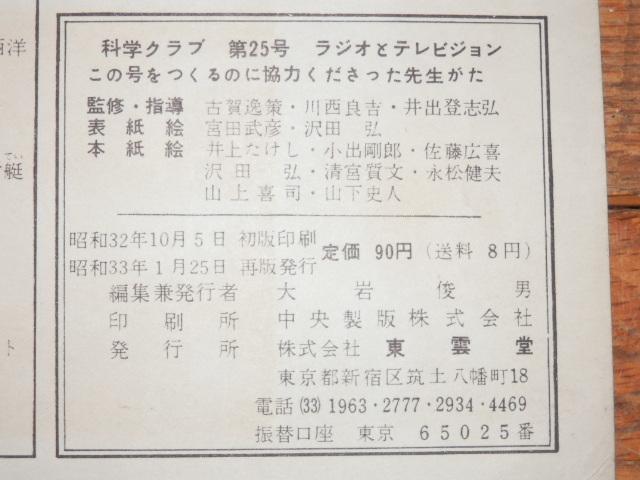 科学クラブ 第25号 ラジオとテレビジョン
この号をつくるのに協力くださった先生がた
監修・指導 古賀逸策・川西良吉・井出登志弘
表紙絵 宮田武彦・沢田 弘
本紙絵 井上たけし・小出剛郎・佐藤広喜
沢田 弘・清宮質文・永松健夫
山上喜司・山下史人
昭和32年10月5日 初版印刷
昭和33年1月25日 再版発行
定価 90円(送料 8円)
編集兼発行者 大岩俊男
印刷所 中央製版株式会社
発行所 株式会社 東雲堂
東京都新宿区筑土八幡町18
電話(33)1963・2777・2934・4469
振替口座 東京 65025番
西洋
てい
艇
ト